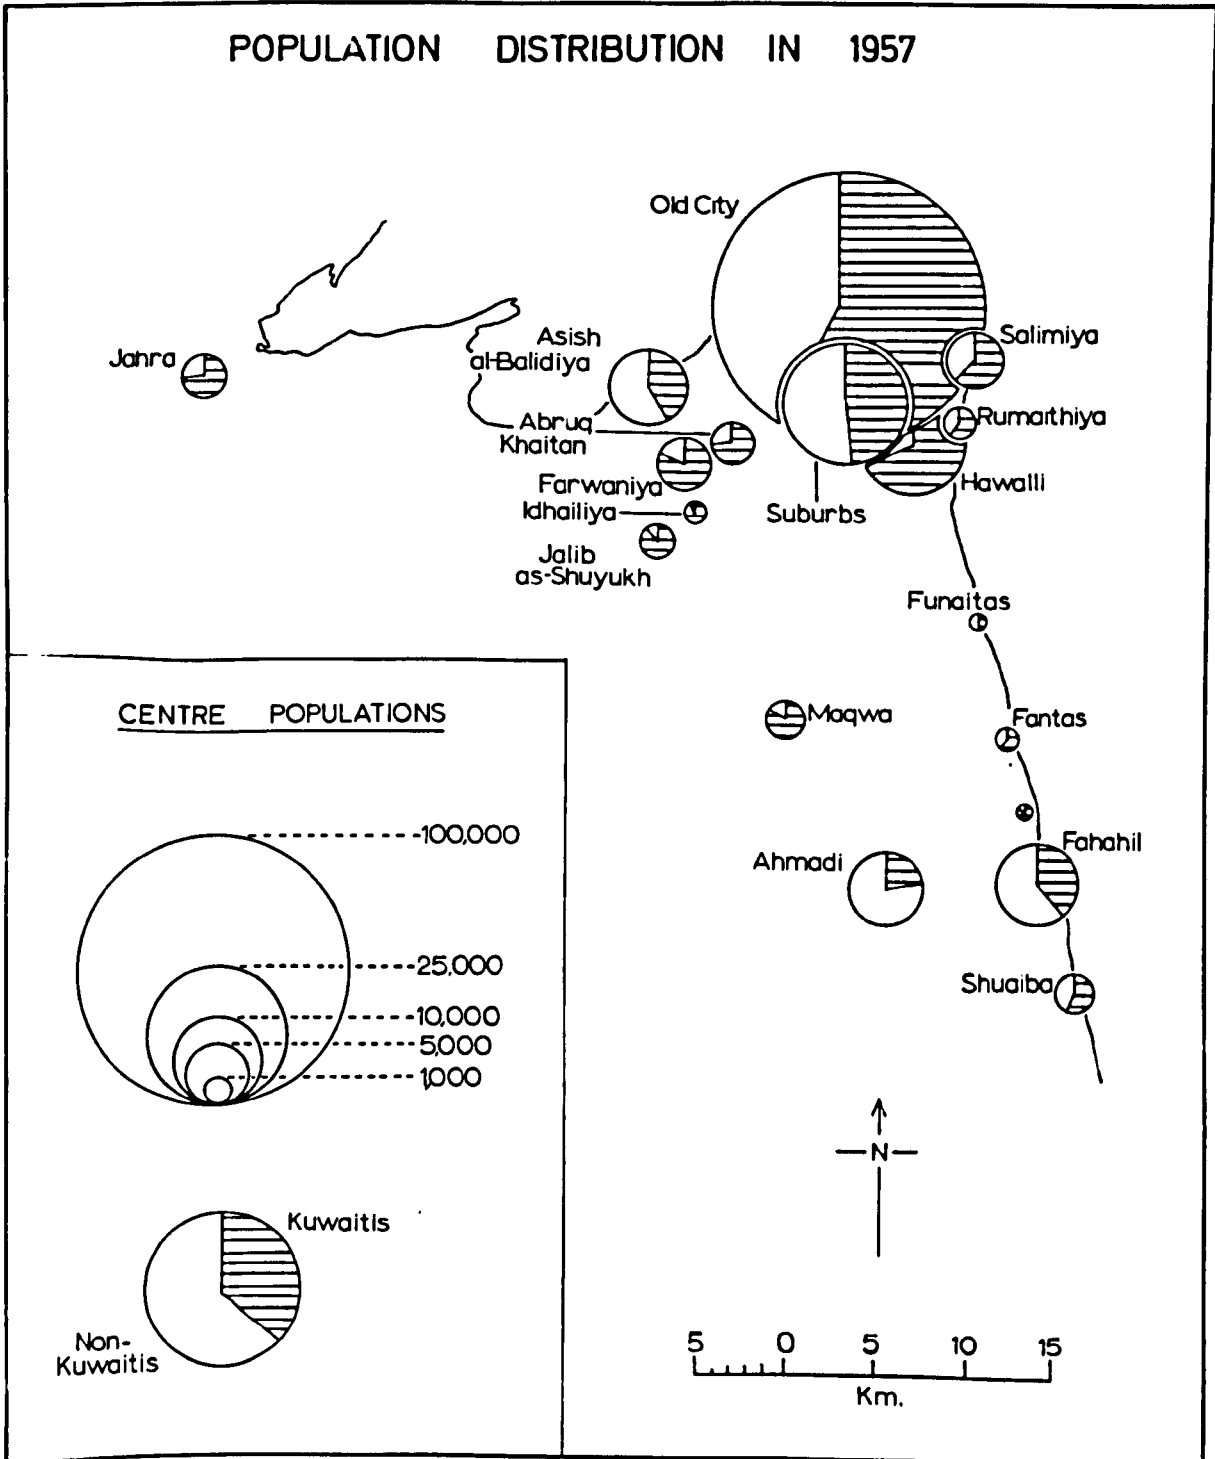 POPULATION DISTRIBUTION IN 1957
Old City
Salimiya
Asish
al-Balidiya
Jahra
Rumaithiya
Abruq
Khaitan
Farwaniya
Hawalli
Idhailiya
Suburbs
Jalib
as-Shuyukh
Funaitas
Maqwa
Fantas
Ahmadi
Fahahil
Shuaiba
CENTRE POPULATIONS
100,000
25,000
10,000
5,000
1,000
Kuwaitis
Non-
Kuwaitis
N
5 0 5 10 15
Km.